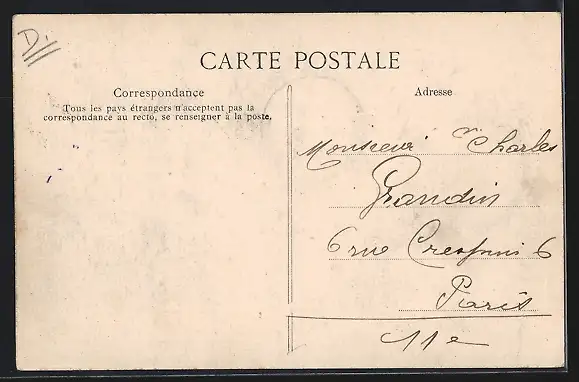 D
CARTE POSTALE
Correspondance
Tous les pays étrangers n'acceptent pas la
correspondance au recto, se renseigner à la poste.
Adresse
Monsieur Charles
Grandin
6 rue Crespin 6
Paris
11e